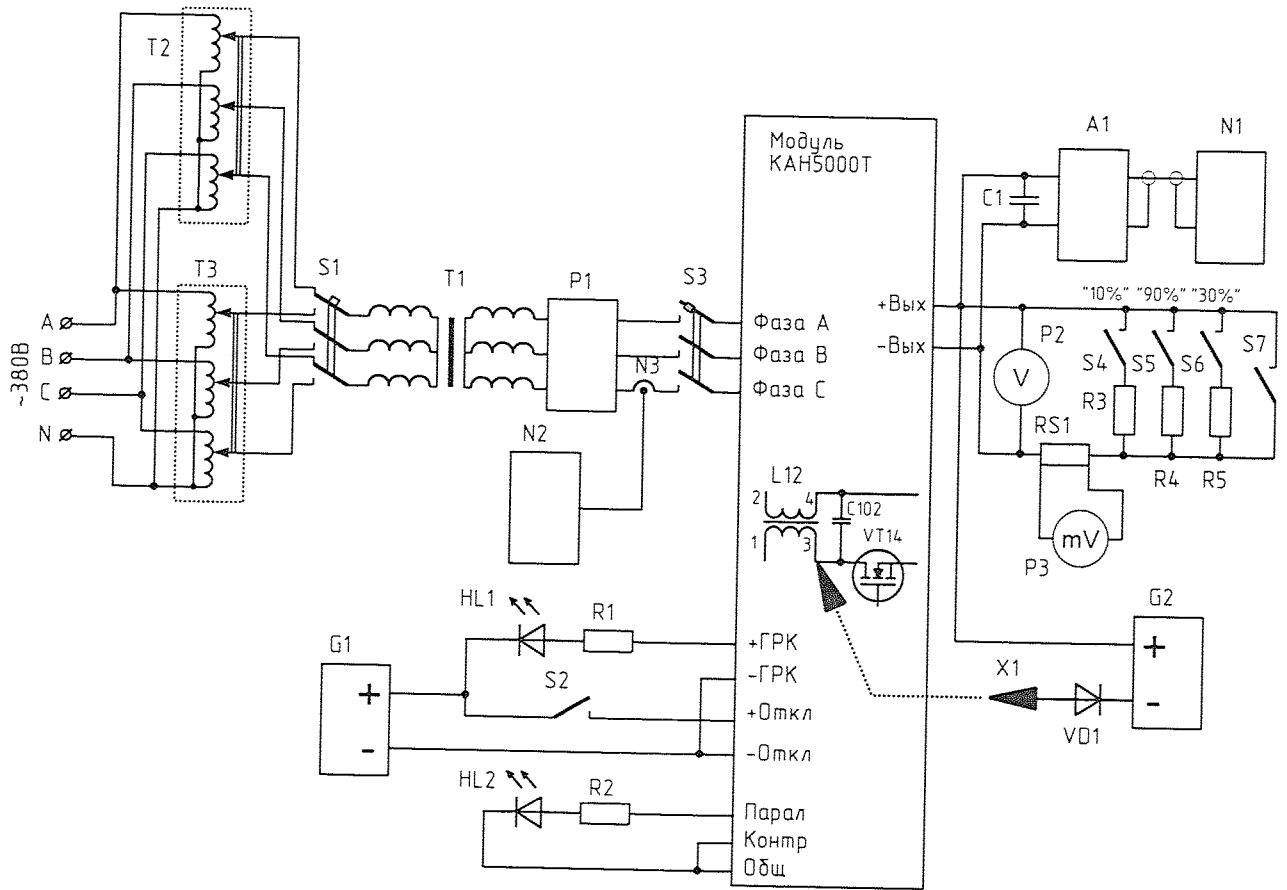 T2
T3
~380В
A
B
C
N
S1
T1
P1
S3
N3
N2
Модуль
КАН5000Т
Фаза А
Фаза В
Фаза С
+Вых
-Вых
L12
2
4
1
3
C102
VT14
+ГРК
-ГРК
+Откл
-Откл
Парал
Контр
Общ
HL1
R1
G1
+
-
S2
HL2
R2
A1
N1
C1
"10%" "90%" "30%"
P2
V
S4
S5
S6
S7
R3
RS1
R4
R5
mV
P3
G2
+
-
X1
VD1